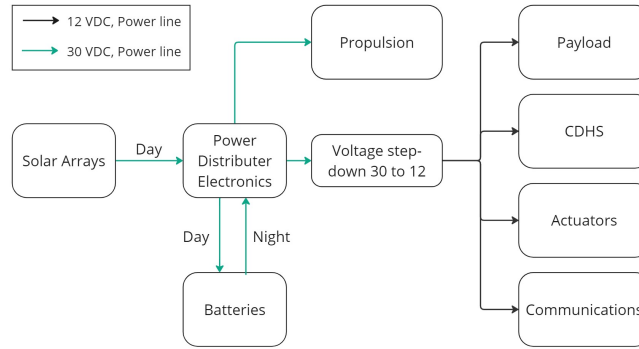 12 VDC, Power line
30 VDC, Power line
Propulsion
Payload
Solar Arrays
Day
Power
Distributer
Electronics
Voltage step-
down 30 to 12
CDHS
Day
Night
Actuators
Batteries
Communications